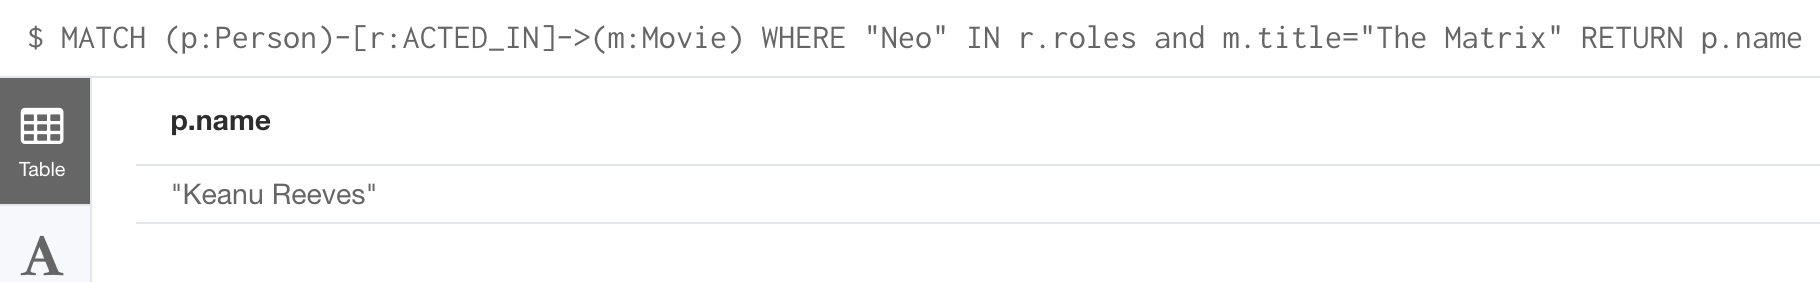 $ MATCH (p:Person)-[r:ACTED_IN]->(m:Movie) WHERE "Neo" IN r.roles and m.title="The Matrix" RETURN p.name
p.name
Table
"Keanu Reeves"
A